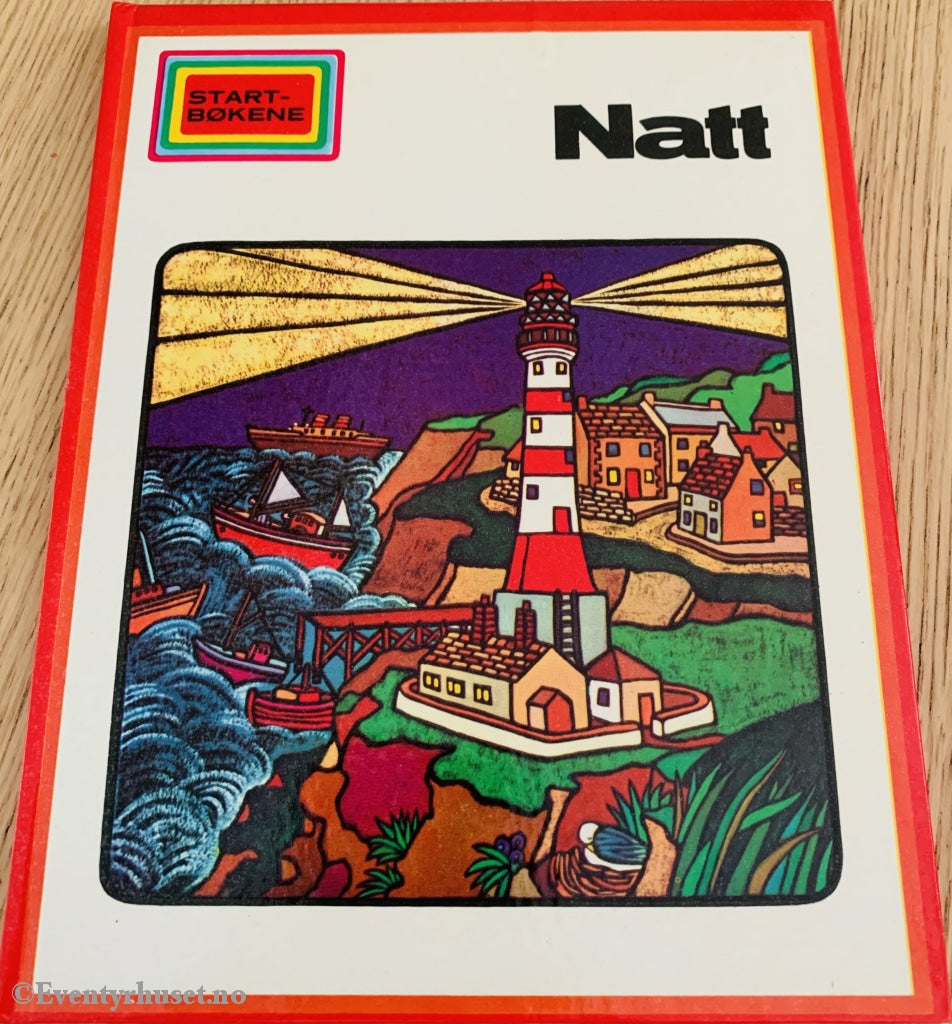 START-
BØKENE
Natt
©Eventyrhuset.no